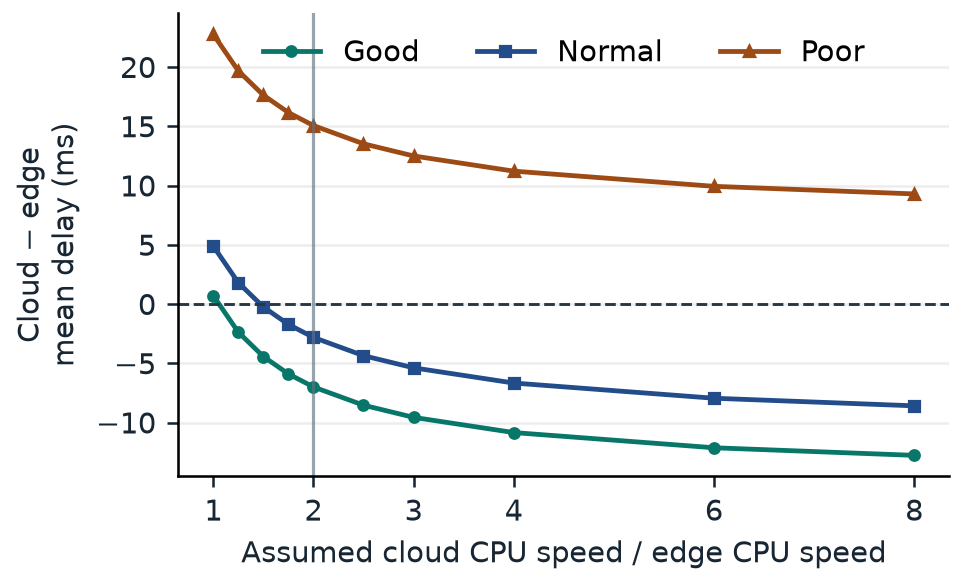 Good Normal Poor
Cloud − edge
mean delay (ms)
20
15
10
5
0
−5
−10
1 2 3 4 6 8
Assumed cloud CPU speed / edge CPU speed